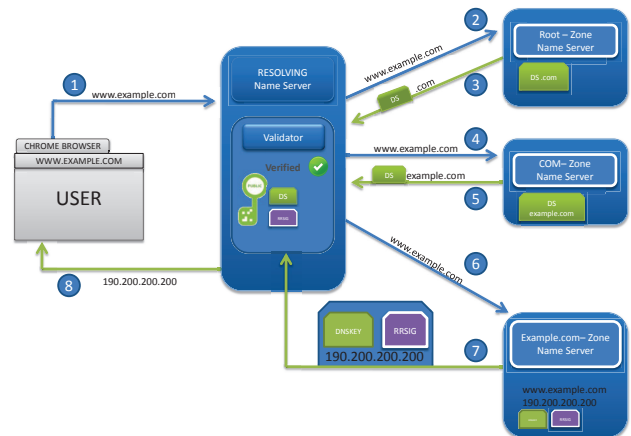 1
www.example.com
CHROME BROWSER
WWW.EXAMPLE.COM
USER
8
190.200.200.200
RESOLVING
Name Server
Validator
Verified
PUBLIC
DS
RRSIG
2
www.example.com
3
DS
.com
Root – Zone
Name Server
DS .com
4
www.example.com
DS
example.com
5
COM– Zone
Name Server
DS
example.com
6
www.example.com
7
DNSKEY
RRSIG
190.200.200.200
Example.com– Zone
Name Server
www.example.com
190.200.200.200
DNSKEY
RRSIG